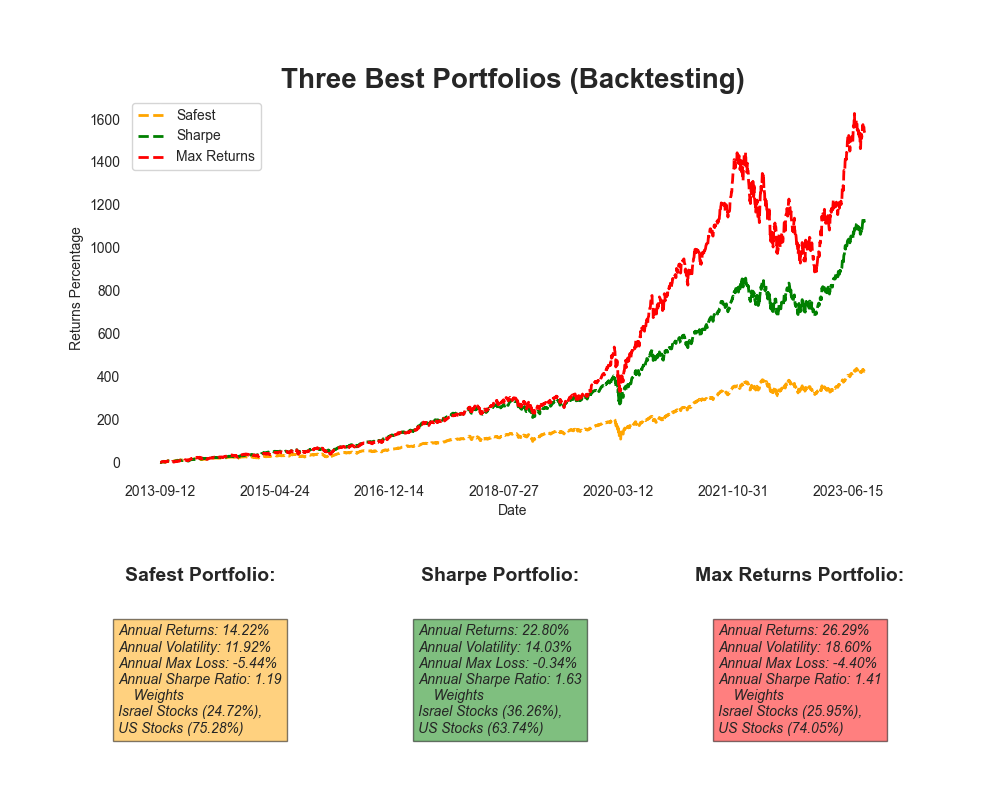 Three Best Portfolios (Backtesting)
Safest
Sharpe
Max Returns
Returns Percentage
1600
1400
1200
1000
800
600
400
200
0
2013-09-12 2015-04-24 2016-12-14 2018-07-27 2020-03-12 2021-10-31 2023-06-15
Date
Safest Portfolio:
Annual Returns: 14.22%
Annual Volatility: 11.92%
Annual Max Loss: -5.44%
Annual Sharpe Ratio: 1.19
Weights
Israel Stocks (24.72%),
US Stocks (75.28%)
Sharpe Portfolio:
Annual Returns: 22.80%
Annual Volatility: 14.03%
Annual Max Loss: -0.34%
Annual Sharpe Ratio: 1.63
Weights
Israel Stocks (36.26%),
US Stocks (63.74%)
Max Returns Portfolio:
Annual Returns: 26.29%
Annual Volatility: 18.60%
Annual Max Loss: -4.40%
Annual Sharpe Ratio: 1.41
Weights
Israel Stocks (25.95%),
US Stocks (74.05%)